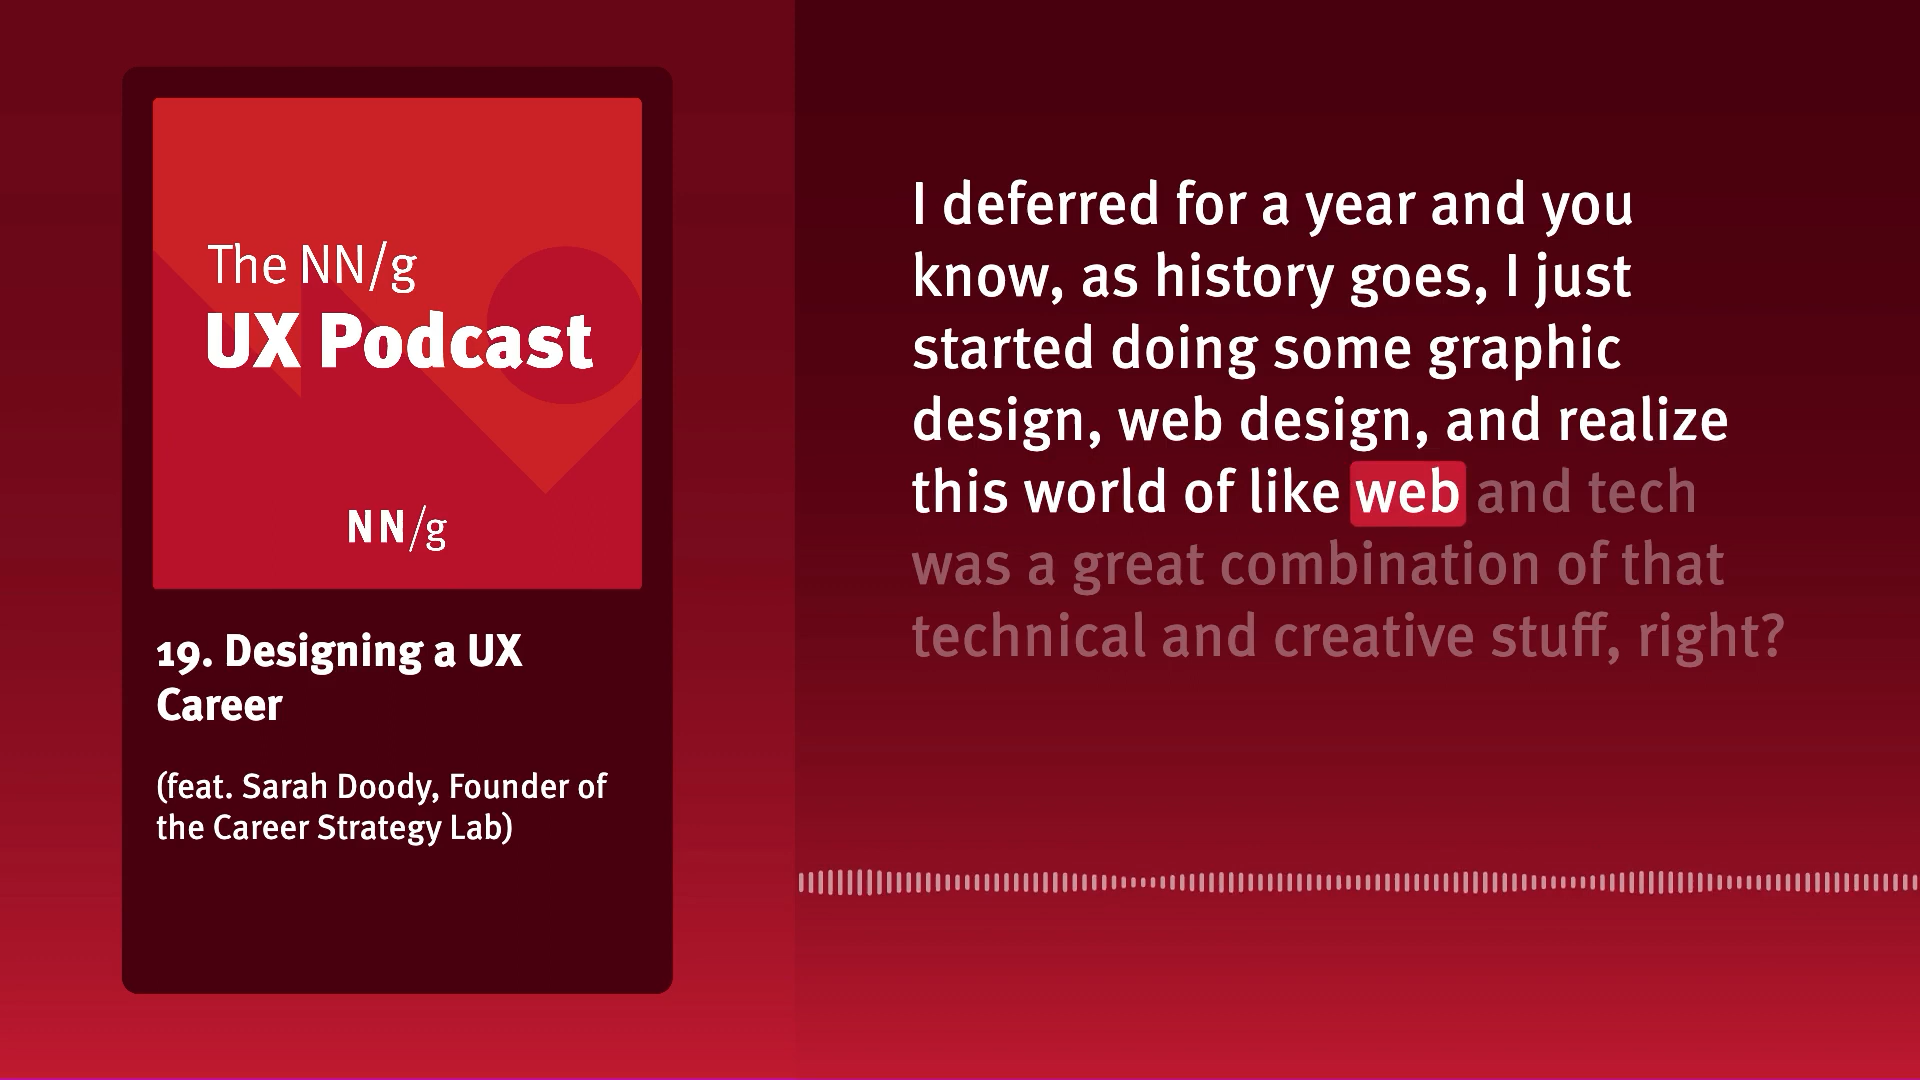 The NN/g
UX Podcast
NN/g
19. Designing a UX
Career
(feat. Sarah Doody, Founder of
the Career Strategy Lab)
I deferred for a year and you
know, as history goes, I just
started doing some graphic
design, web design, and realize
this world of like web and tech
was a great combination of that
technical and creative stuff, right?